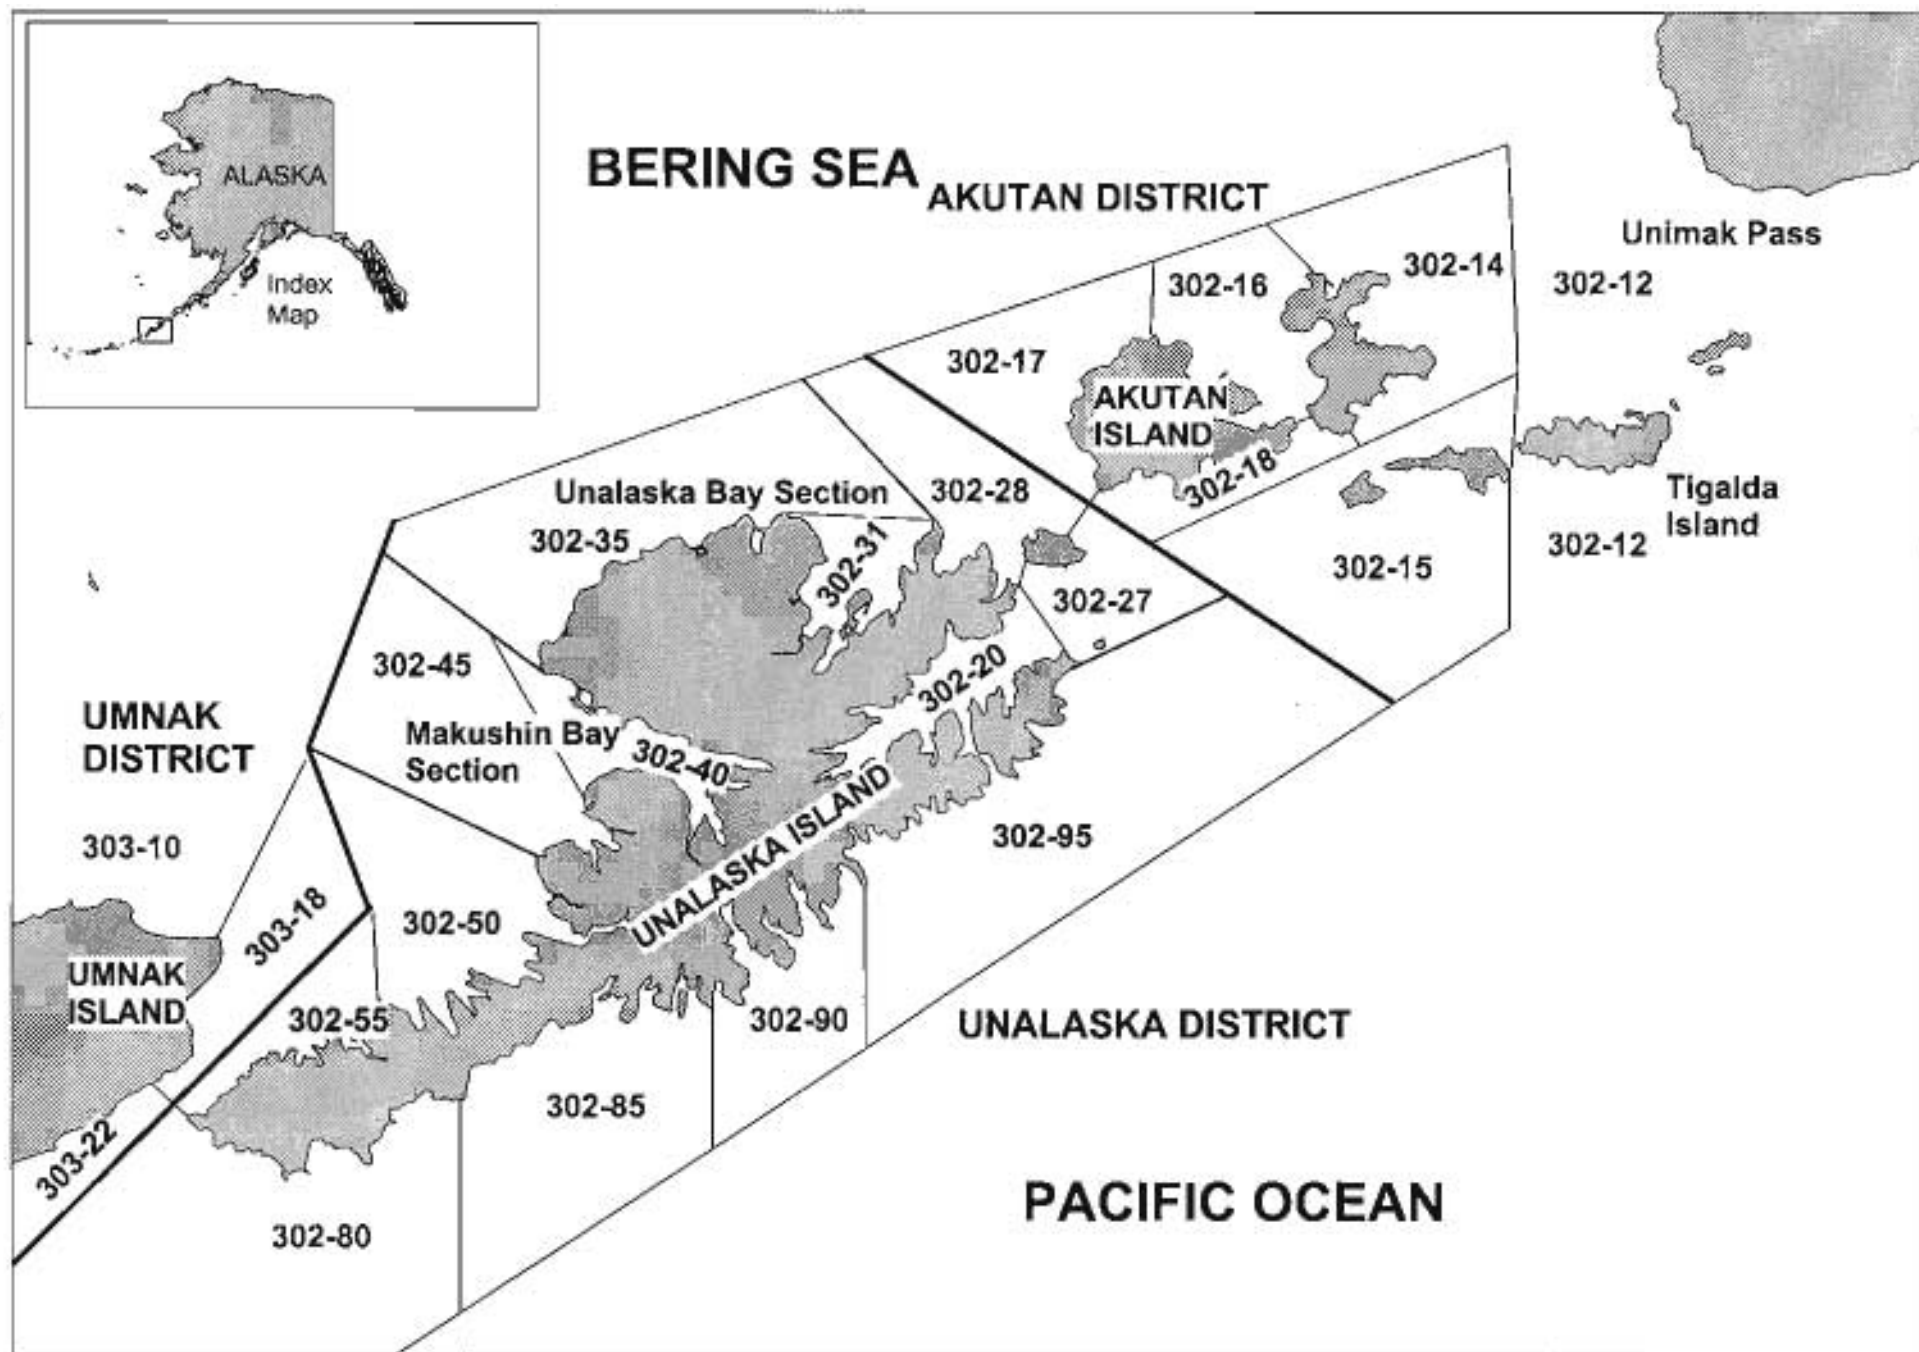 ALASKA
Index
Map
BERING SEA
AKUTAN DISTRICT
Unimak Pass
302-14
302-12
302-16
302-17
AKUTAN
ISLAND
302-18
Tigalda
Island
302-12
302-15
Unalaska Bay Section
302-28
302-35
302-31
302-27
302-45
302-20
UMNAK
DISTRICT
Makushin Bay
Section
302-40
UNALASKA ISLAND
302-95
303-10
303-18
302-50
UMNAK
ISLAND
302-55
302-90
UNALASKA DISTRICT
302-85
303-22
302-80
PACIFIC OCEAN